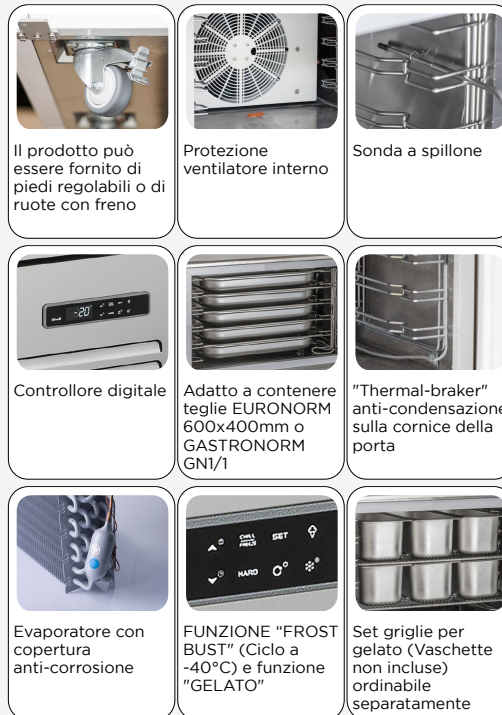 Il prodotto può
essere fornito di
piedi regolabili o di
ruote con freno
Protezione
ventilatore interno
Sonda a spillone
-20°
Controllore digitale
Adatto a contenere
teglie EURONORM
600x400mm o
GASTRONORM
GN1/1
"Thermal-braker"
anti-condensazione
sulla cornice della
porta
CHILL
FREEZE
SET
HARD
Evaporatore con
copertura
anti-corrosione
FUNZIONE “FROST
BUST" (Ciclo a
-40°C) e funzione
"GELATO"
Set griglie per
gelato (Vaschette
non incluse)
ordinabile
separatamente